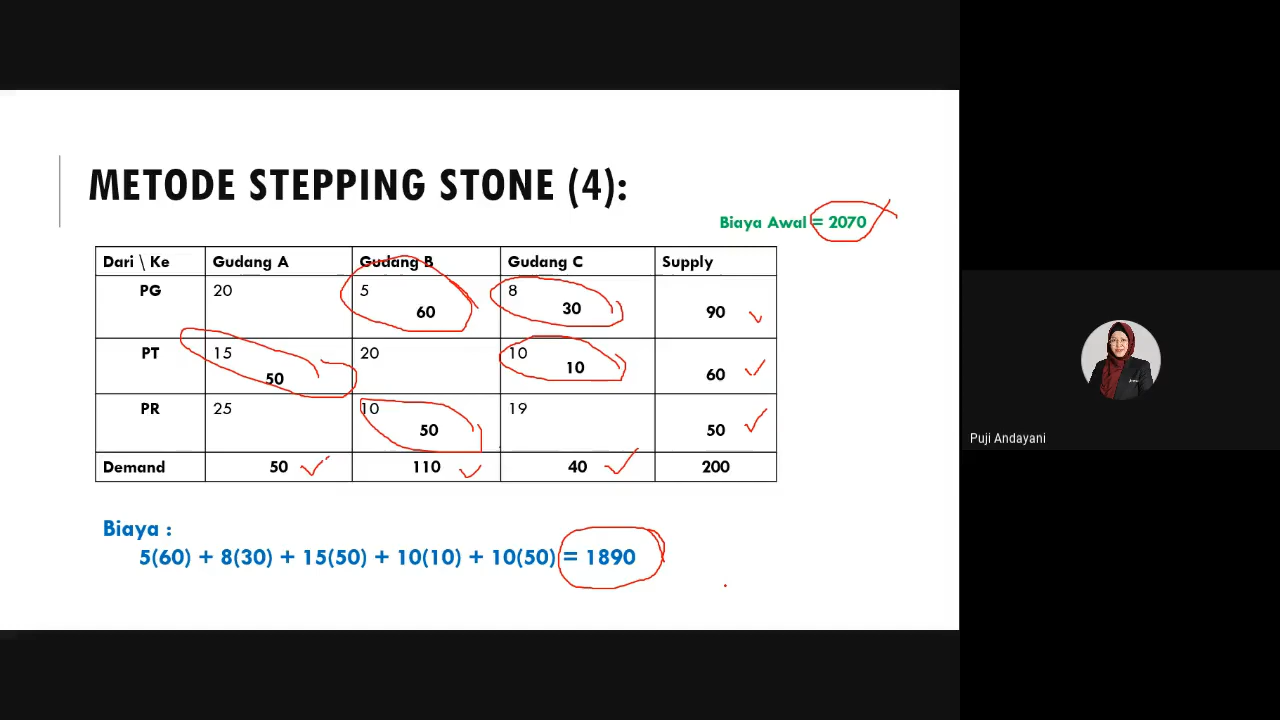 METODE STEPPING STONE (4):
Biaya Awal = 2070
Dari \ Ke Gudang A Gudang B Gudang C Supply
PG 20 5 60 8 30 90
PT 15 50 20 10 10 60
PR 25 10 50 19 50
Demand 50 110 40 200
Biaya :
5(60) + 8(30) + 15(50) + 10(10) + 10(50) = 1890
Puji Andayani